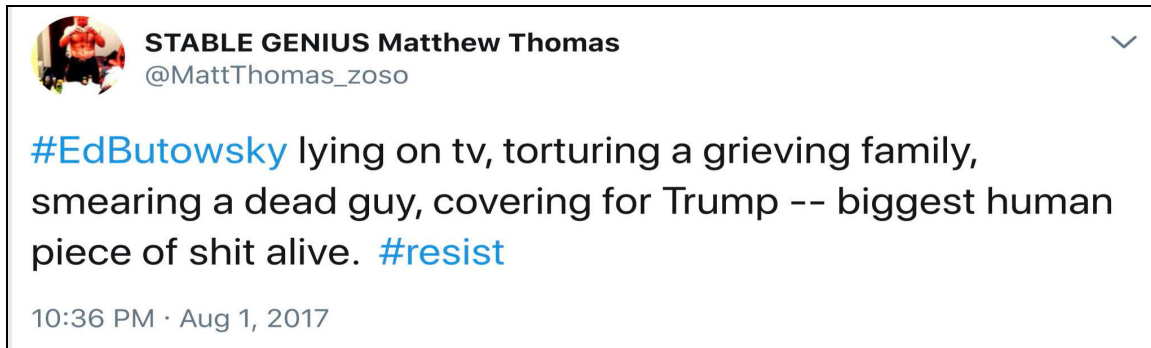 STABLE GENIUS Matthew Thomas
@MattThomas_zoso
#EdButowsky lying on tv, torturing a grieving family,
smearing a dead guy, covering for Trump -- biggest human
piece of shit alive. #resist
10:36 PM · Aug 1, 2017